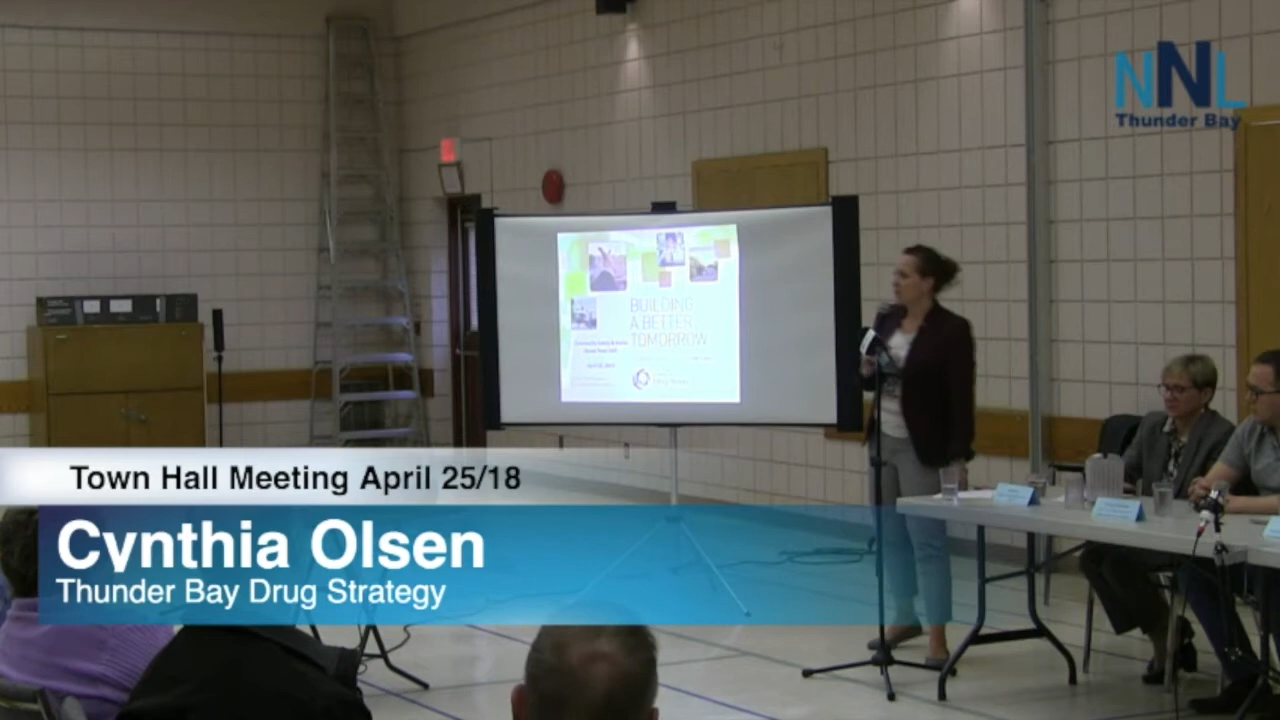 NNL
Thunder Bay
BUILDING
A BETTER
TOMORROW
Town Hall Meeting April 25/18
Cynthia Olsen
Thunder Bay Drug Strategy